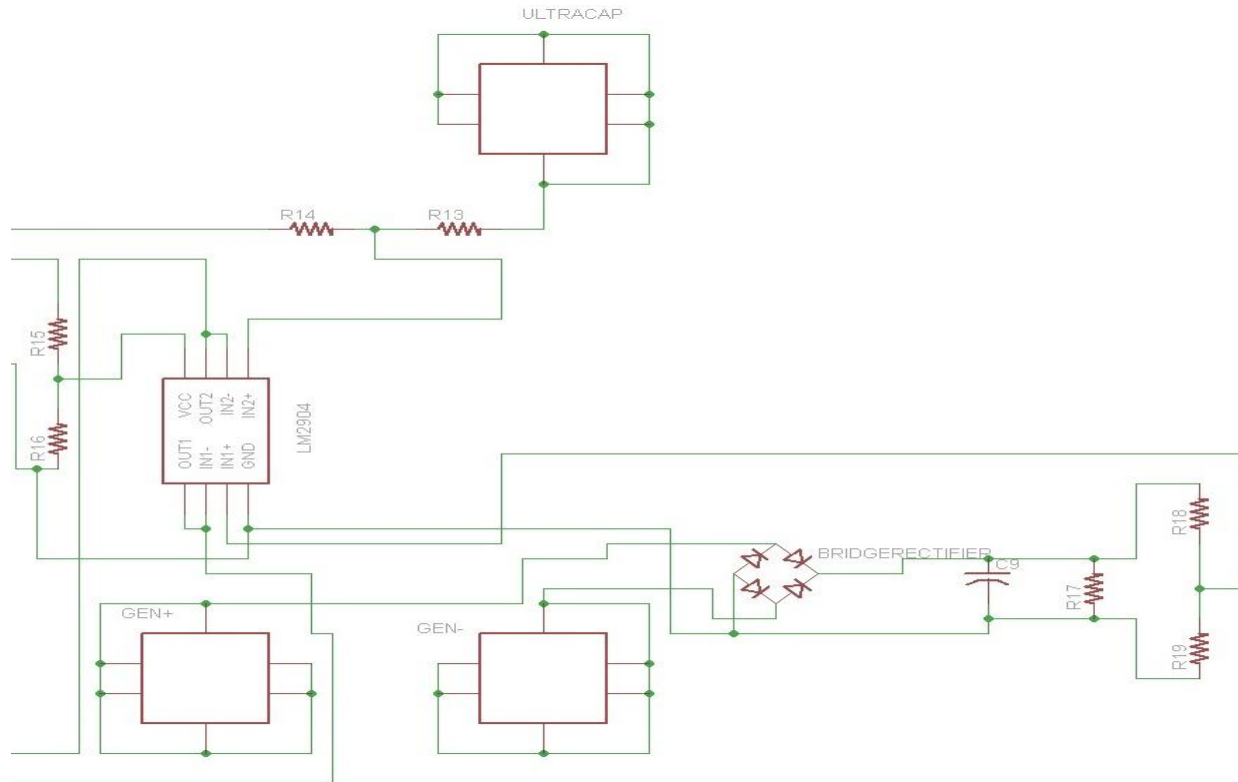 ULTRACAP
R14
R13
R15
R16
VCC
OUT2
IN2-
IN2+
LM2904
OUT1
IN1-
IN1+
GND
BRIDGERECTIFIER
C9
R18
R17
R19
GEN+
GEN-